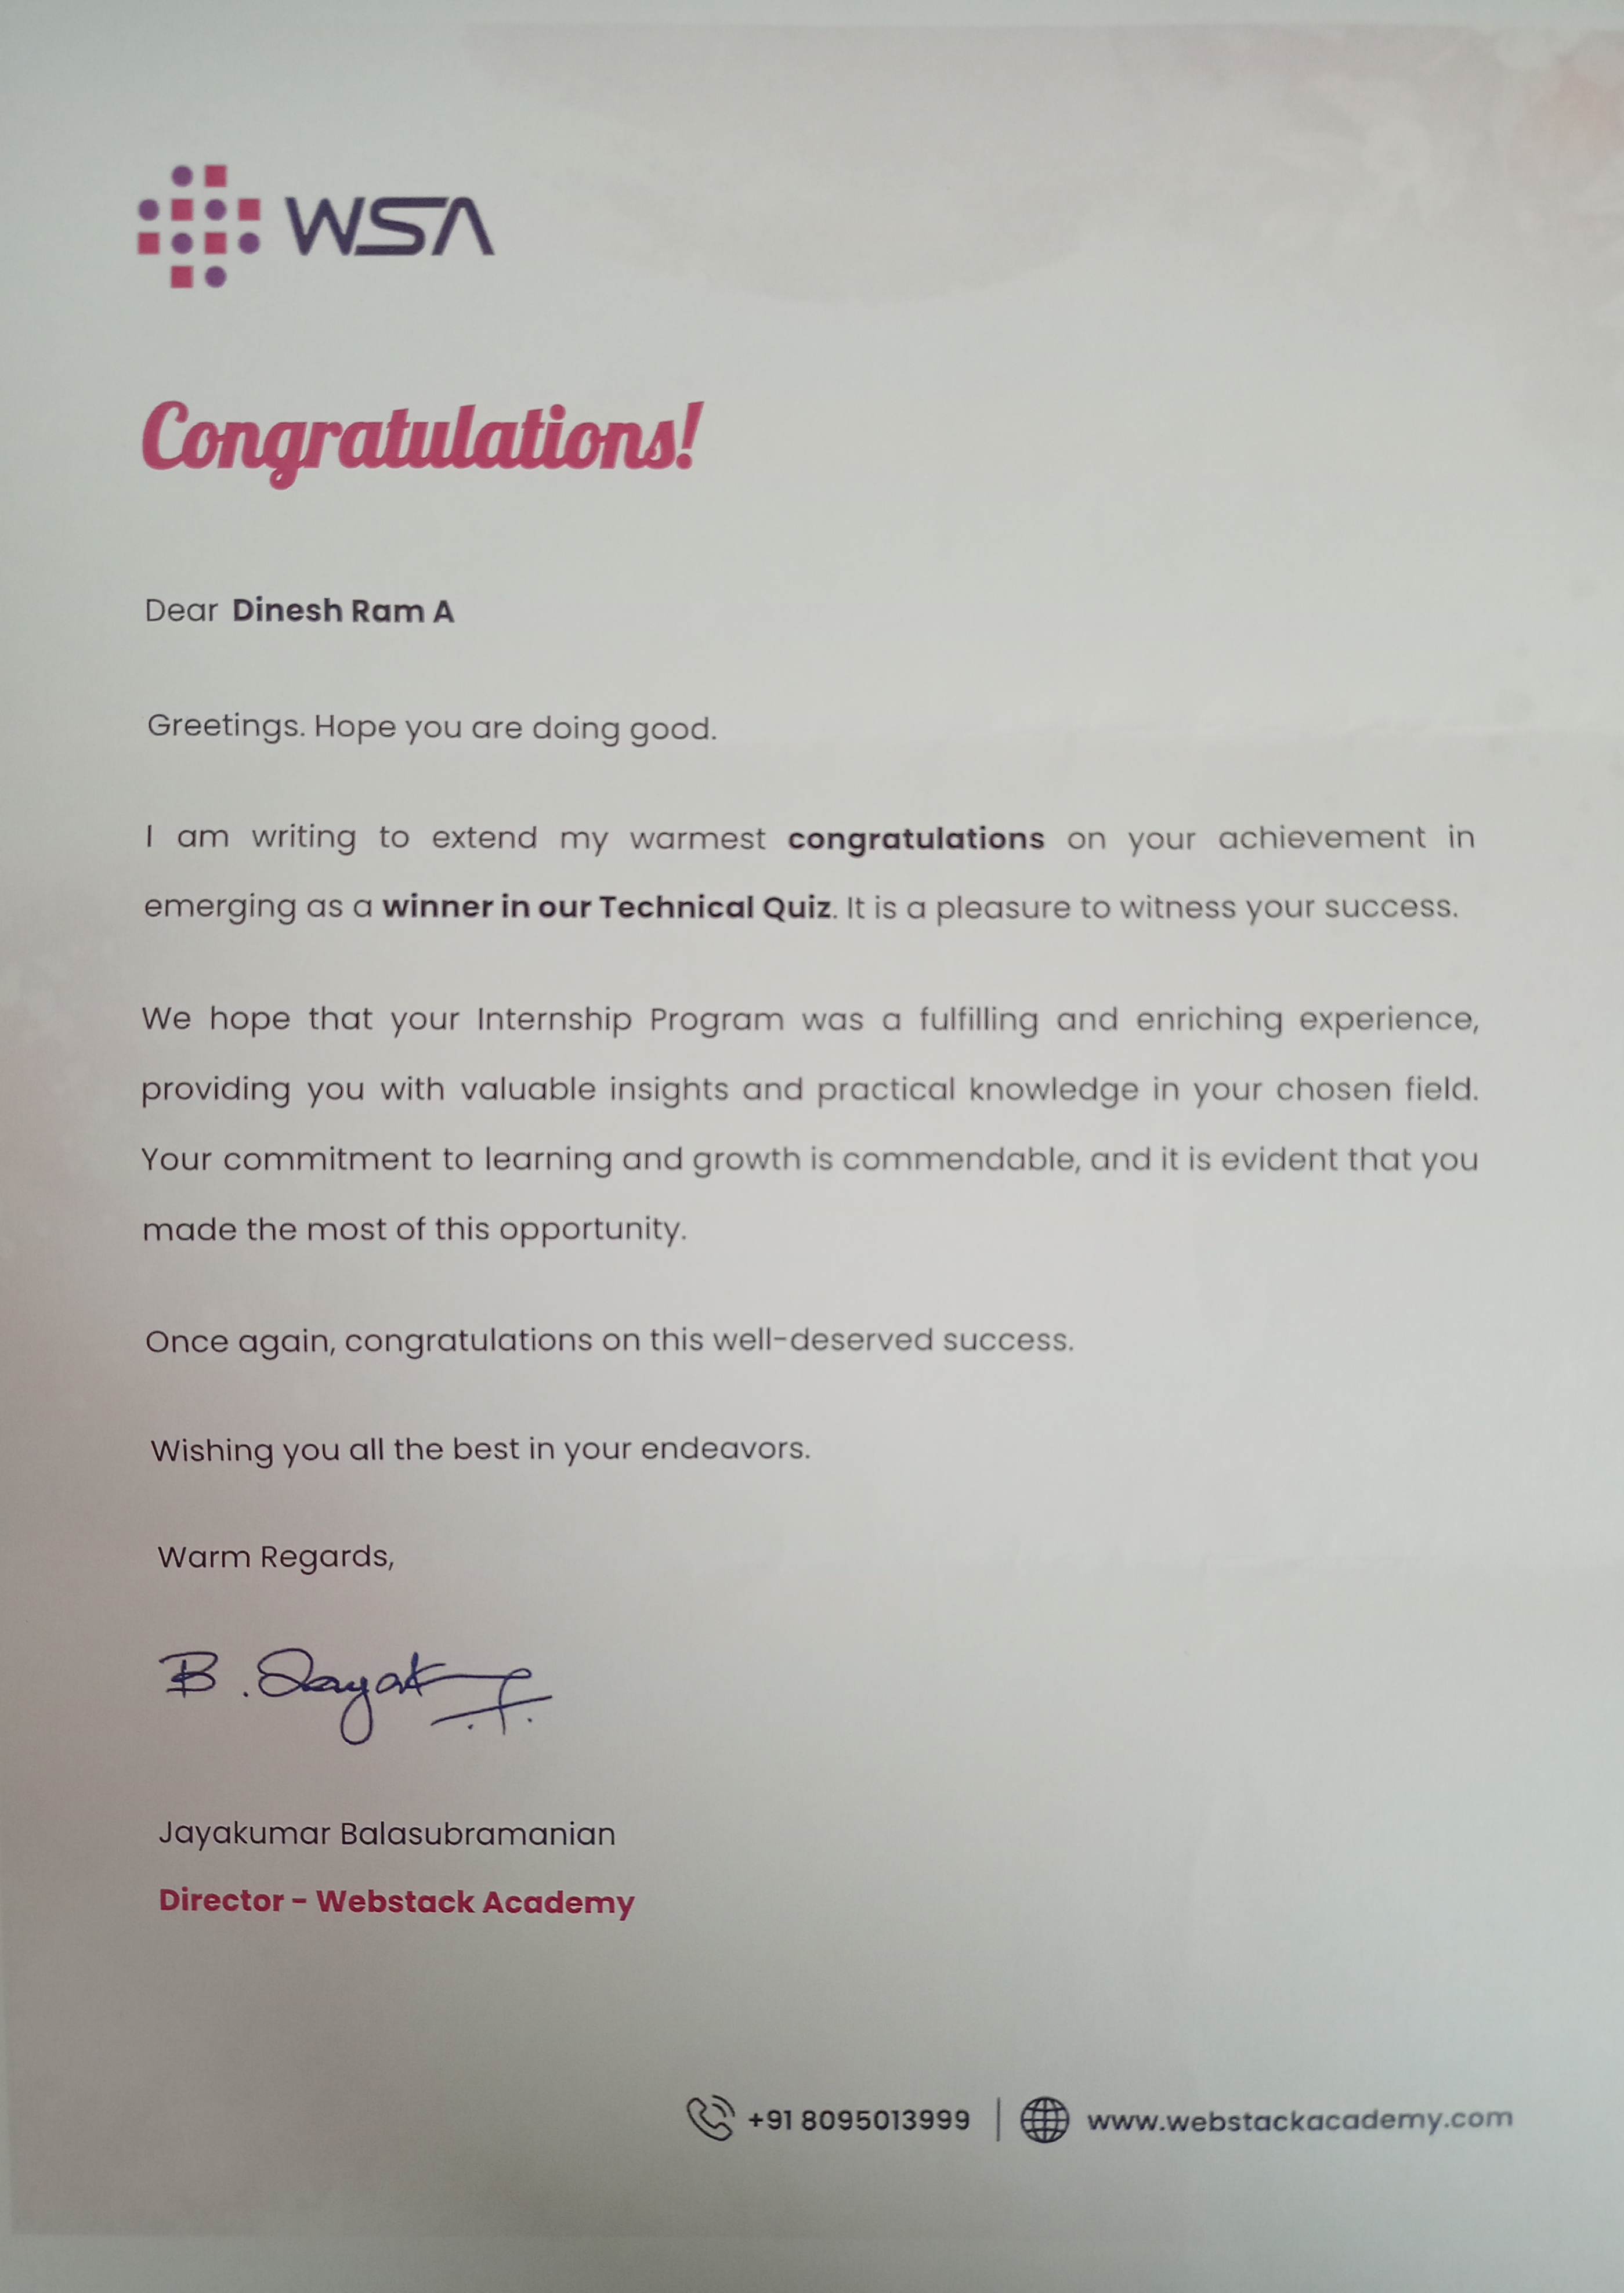 WSA
Congratulations!
Dear Dinesh Ram A
Greetings. Hope you are doing good.
I am writing to extend my warmest congratulations on your achievement in
emerging as a winner in our Technical Quiz. It is a pleasure to witness your success.
We hope that your Internship Program was a fulfilling and enriching experience,
providing you with valuable insights and practical knowledge in your chosen field.
Your commitment to learning and growth is commendable, and it is evident that you
made the most of this opportunity.
Once again, congratulations on this well-deserved success.
Wishing you all the best in your endeavors.
Warm Regards,
B.
Jayakumar Balasubramanian
Director - Webstack Academy
+91 8095013999 | www.webstackacademy.com